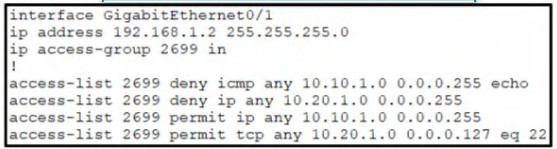 interface GigabitEthernet0/1
ip address 192.168.1.2 255.255.255.0
ip access-group 2699 in
!
access-list 2699 deny icmp any 10.10.1.0 0.0.0.255 echo
access-list 2699 deny ip any 10.20.1.0 0.0.0.255
access-list 2699 permit ip any 10.10.1.0 0.0.0.255
access-list 2699 permit tcp any 10.20.1.0 0.0.0.127 eq 22